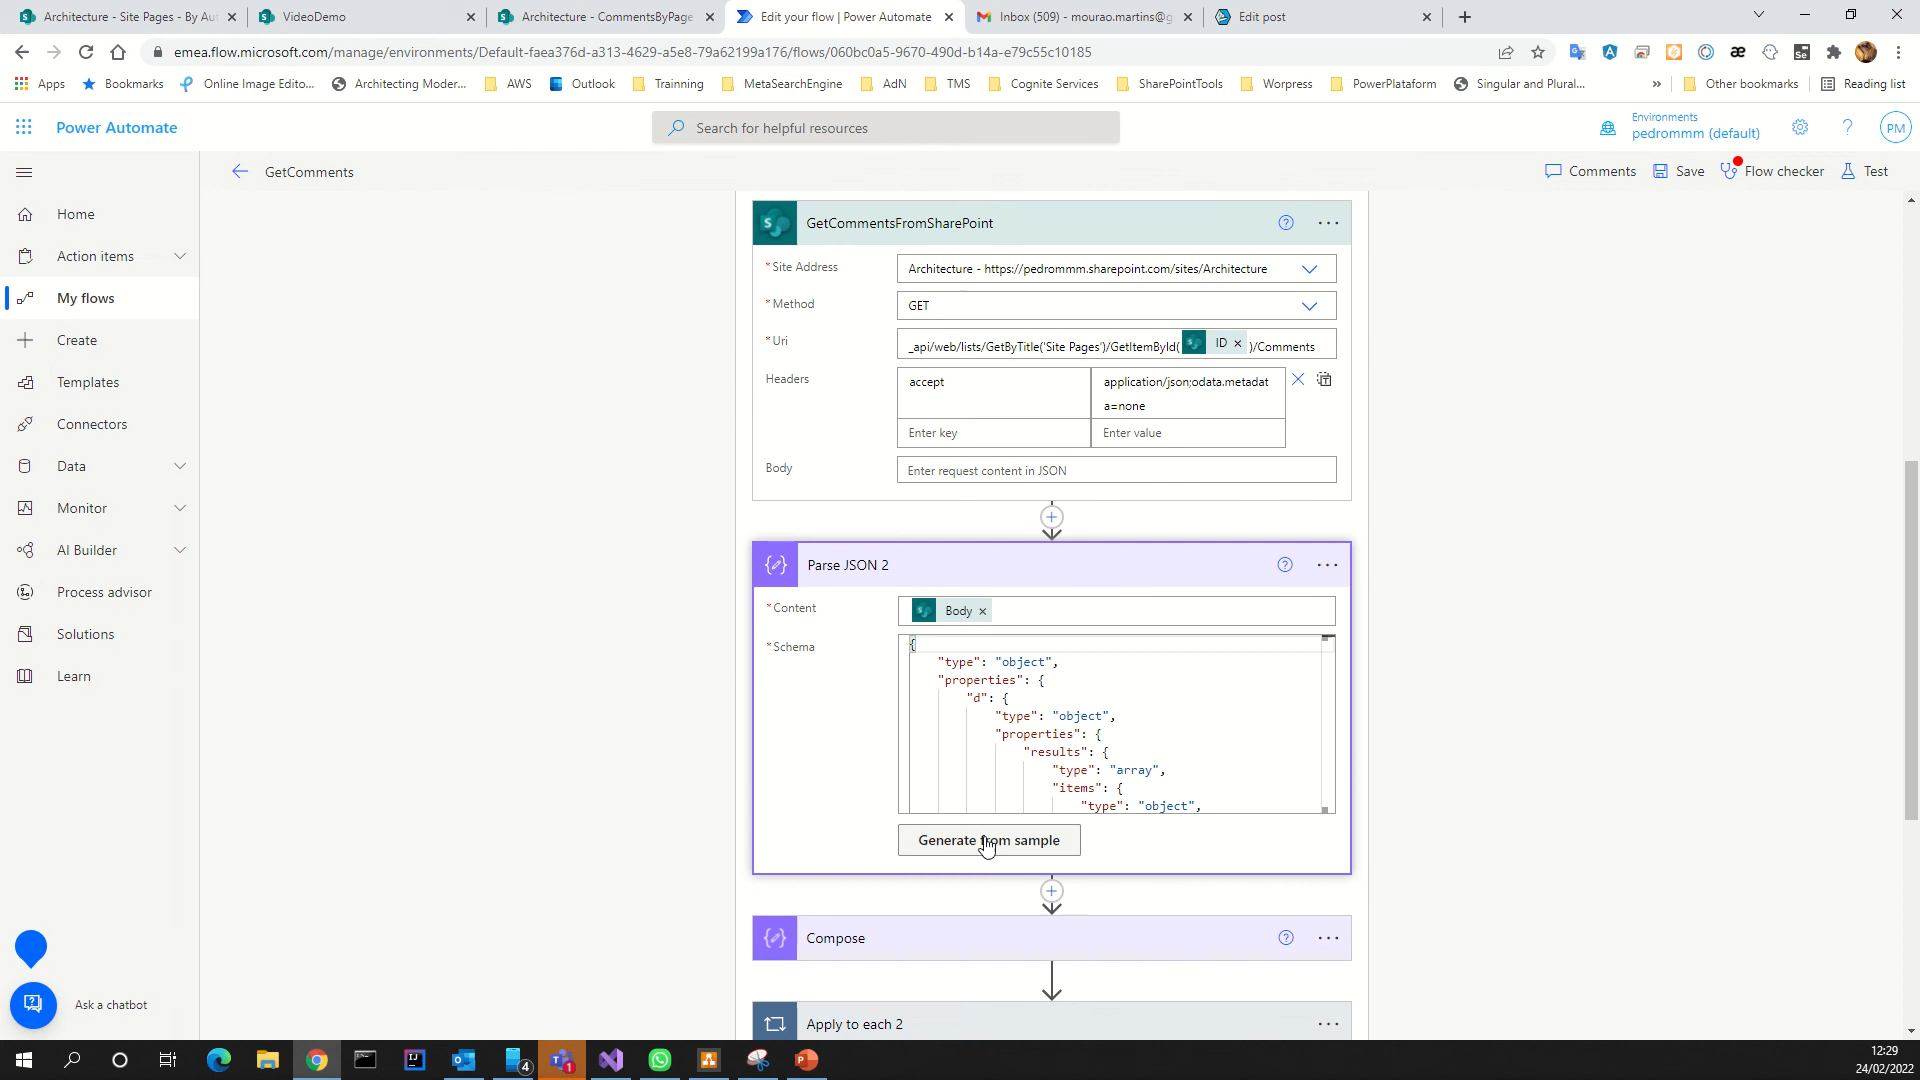 Architecture - Site Pages - By Aut
VideoDemo
Architecture - CommentsByPage
Edit your flow | Power Automate
Inbox (509) - mourao.martins@g
Edit post
emea.flow.microsoft.com/manage/environments/Default-faea376d-a313-4629-a5e8-79a62199a176/flows/060bc0a5-9670-490d-b14a-e79c55c10185
Apps
Bookmarks
Online Image Edito...
Architecting Moder...
AWS
Outlook
Trainning
MetaSearchEngine
AdN
TMS
Cognite Services
SharePointTools
Worpress
PowerPlataform
Singular and Plural...
»
Other bookmarks
Reading list
Power Automate
Search for helpful resources
Environments
pedrommm (default)
?
PM
GetComments
Comments
Save
Flow checker
Test
Home
Action items
My flows
Create
Templates
Connectors
Data
Monitor
AI Builder
Process advisor
Solutions
Learn
Ask a chatbot
GetCommentsFromSharePoint
* Site Address
Architecture - https://pedrommm.sharepoint.com/sites/Architecture
* Method
GET
* Uri
_api/web/lists/GetByTitle('Site Pages')/GetItemById( ID × )/Comments
Headers
accept
application/json;odata.metadat
a=none
Enter key
Enter value
Body
Enter request content in JSON
Parse JSON 2
* Content
Body ×
* Schema
{
"type": "object",
"properties": {
"d": {
"type": "object",
"properties": {
"results": {
"type": "array",
"items": {
"type": "object",
Generate from sample
Compose
Apply to each 2
4
1
12:29
24/02/2022